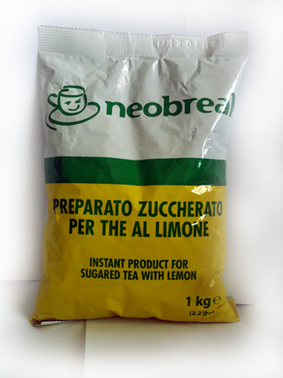 neobreak
PREPARATO ZUCCHERATO
PER THE AL LIMONE
INSTANT PRODUCT FOR
SUGARED TEA WITH LEMON
1 kg e